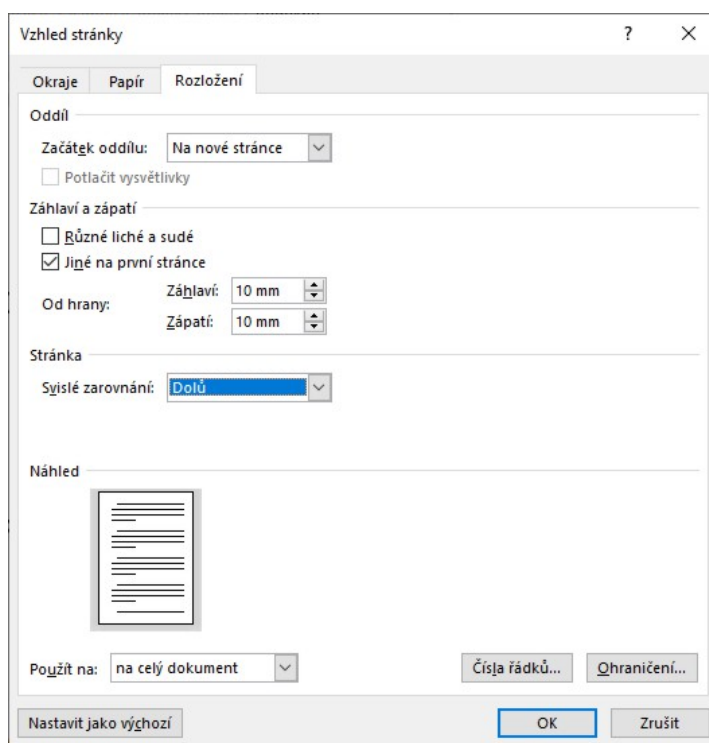 Vzhled stránky ?
Okraje Papír Rozložení
Oddíl
Začátek oddílu: Na nové stránce
Potlačit vysvětlivky
Záhlaví a zápatí
Různé liché a sudé
Jiné na první stránce
Od hrany: Záhlaví: 10 mm
Zápatí: 10 mm
Stránka
Svislé zarovnání: Dolů
Náhled
Použít na: na celý dokument Čísla řádků... Ohraničení...
Nastavit jako výchozí OK Zrušit